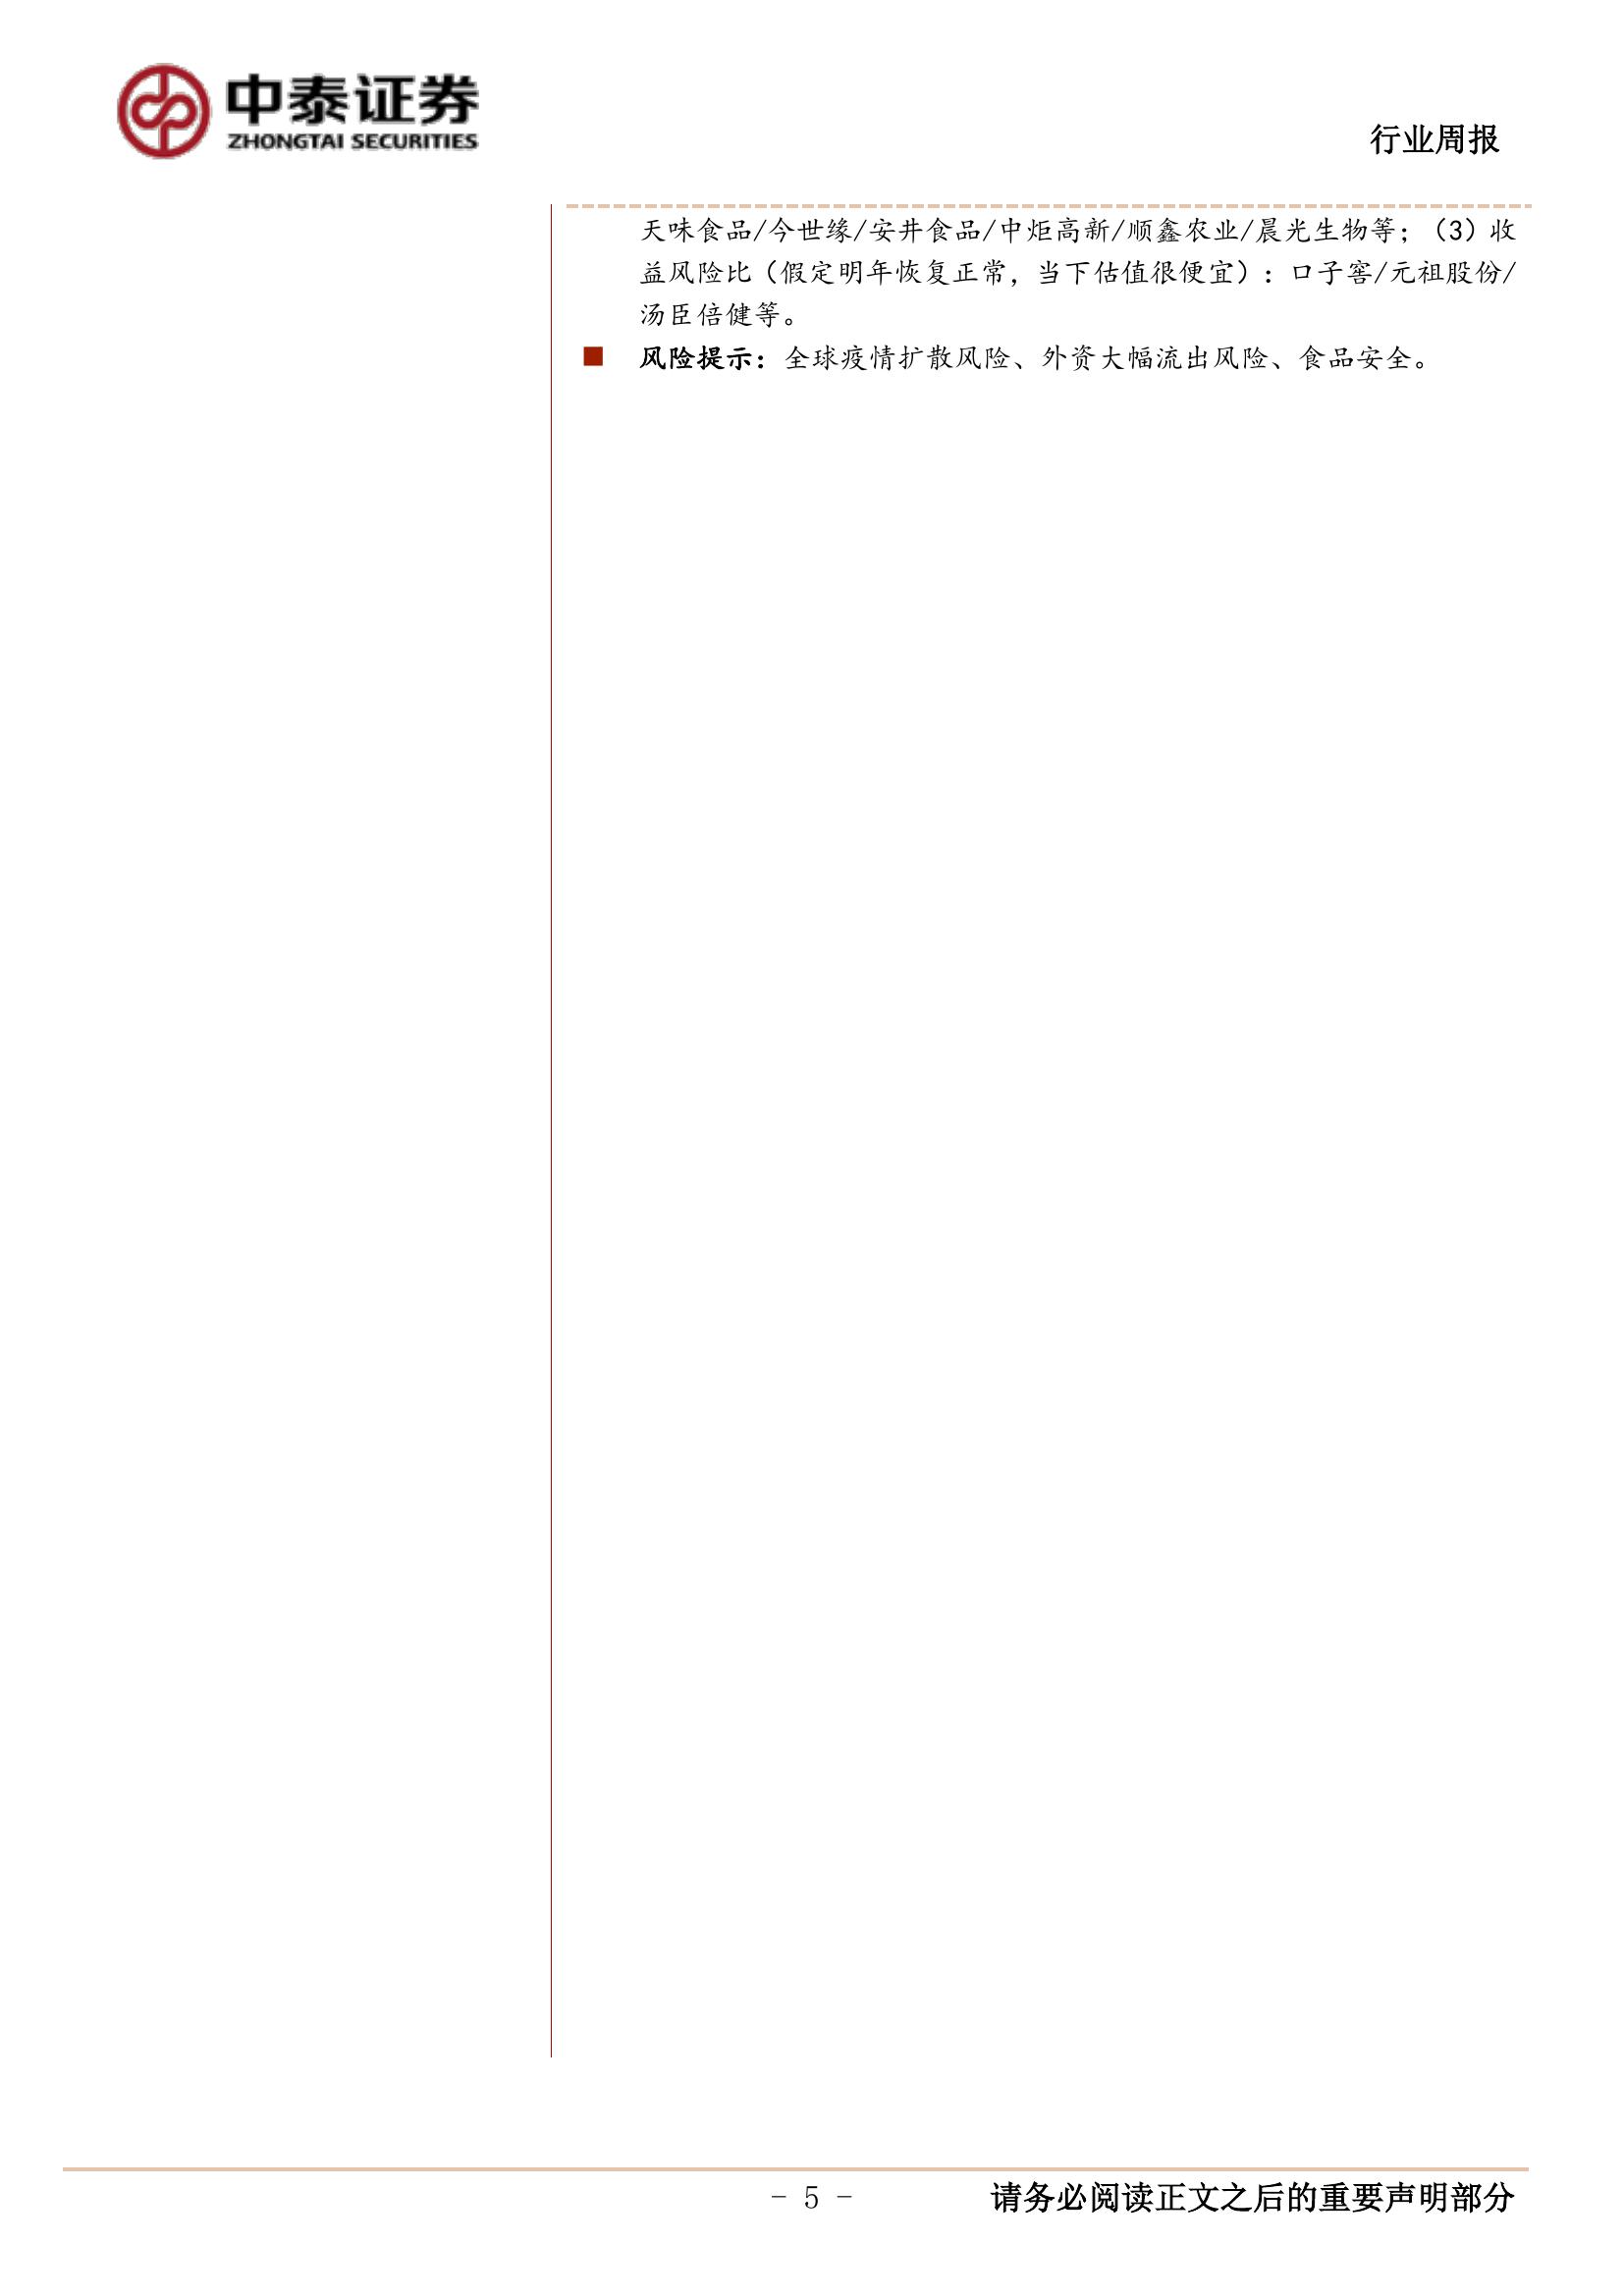 中泰证券
ZHONGTAI SECURITIES
行业周报
天味食品/今世缘/安井食品/中炬高新/顺鑫农业/晨光生物等；（3）收
益风险比（假定明年恢复正常，当下估值很便宜）：口子窖/元祖股份/
汤臣倍健等。
■ 风险提示：全球疫情扩散风险、外资大幅流出风险、食品安全。
- 5 -
请务必阅读正文之后的重要声明部分